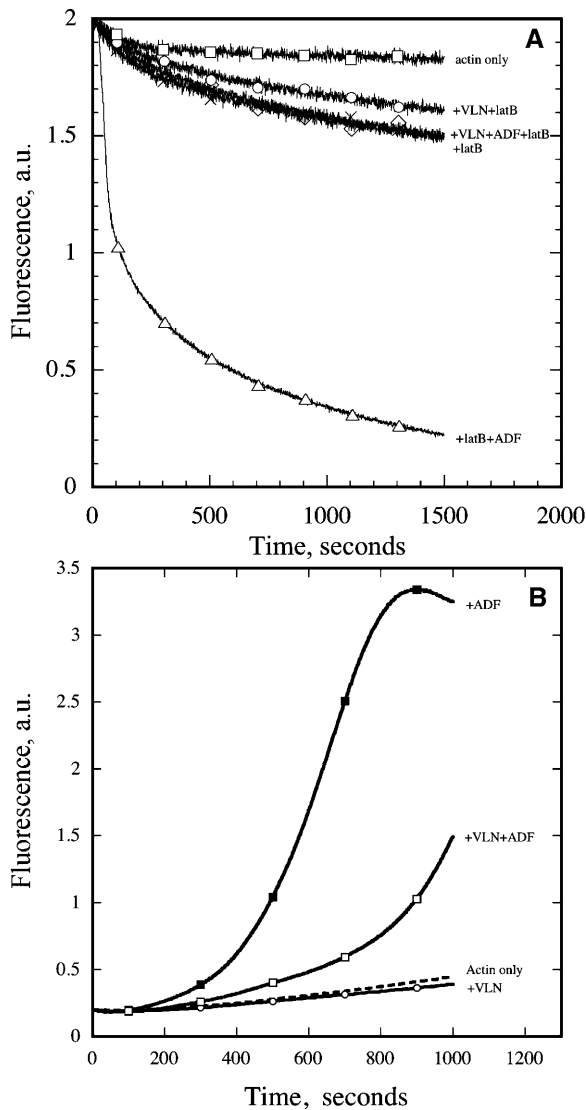 A
2
1.5
1
0.5
0
Fluorescence, a.u.
actin only
+VLN+latB
+VLN+ADF+latB
+latB
+latB+ADF
0 500 1000 1500 2000
Time, seconds
B
3.5
3
2.5
2
1.5
1
0.5
0
Fluorescence, a.u.
+ADF
+VLN+ADF
Actin only
+VLN
0 200 400 600 800 1000 1200
Time, seconds